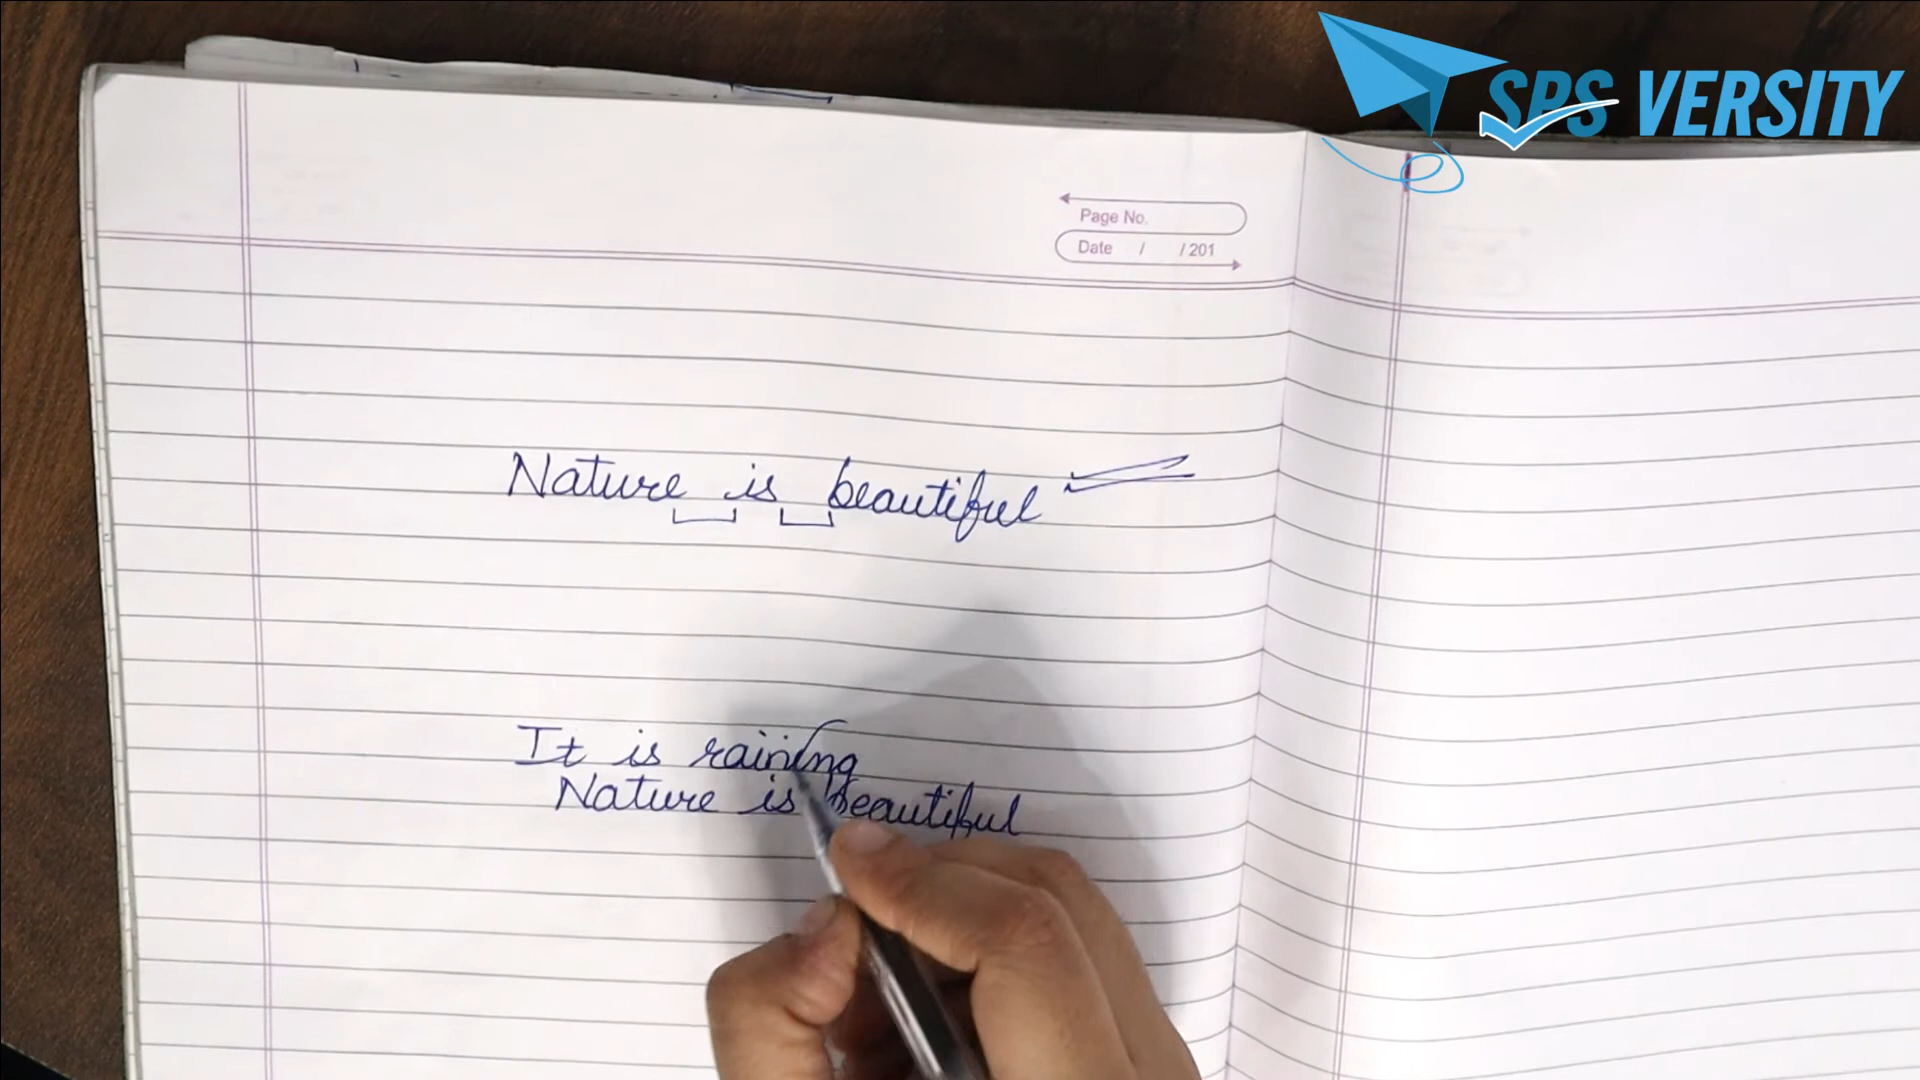 SPS VERSITY
Page No.
Date / / 201
Nature is beautiful
It is raining
Nature is beautiful